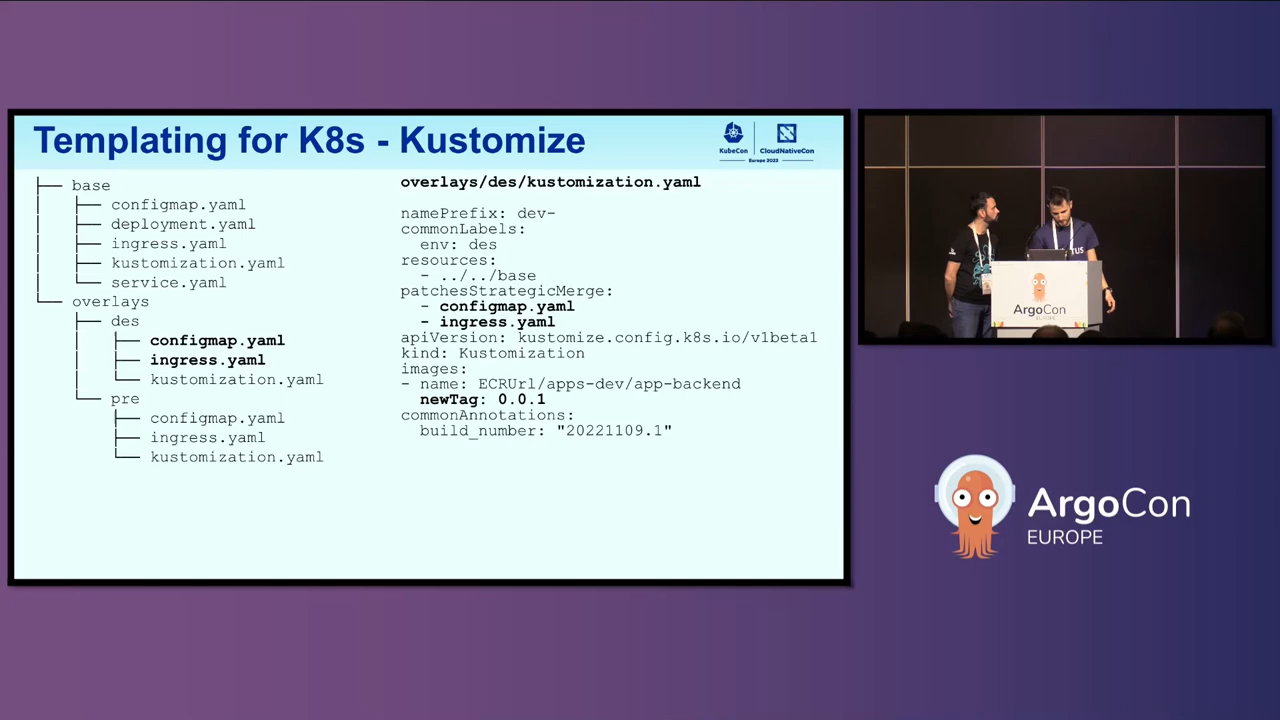 Templating for K8s - Kustomize
KubeCon
CloudNativeCon
Europe 2023
├── base
│   ├── configmap.yaml
│   ├── deployment.yaml
│   ├── ingress.yaml
│   ├── kustomization.yaml
│   └── service.yaml
└── overlays
    ├── des
    │   ├── configmap.yaml
    │   ├── ingress.yaml
    │   └── kustomization.yaml
    └── pre
        ├── configmap.yaml
        ├── ingress.yaml
        └── kustomization.yaml
overlays/des/kustomization.yaml
namePrefix: dev-
commonLabels:
  env: des
resources:
  - ../../base
patchesStrategicMerge:
  - configmap.yaml
  - ingress.yaml
apiVersion: kustomize.config.k8s.io/v1beta1
kind: Kustomization
images:
- name: ECRUrl/apps-dev/app-backend
  newTag: 0.0.1
commonAnnotations:
  build_number: "20221109.1"
ArgoCon
EUROPE
ArgoCon
EUROPE